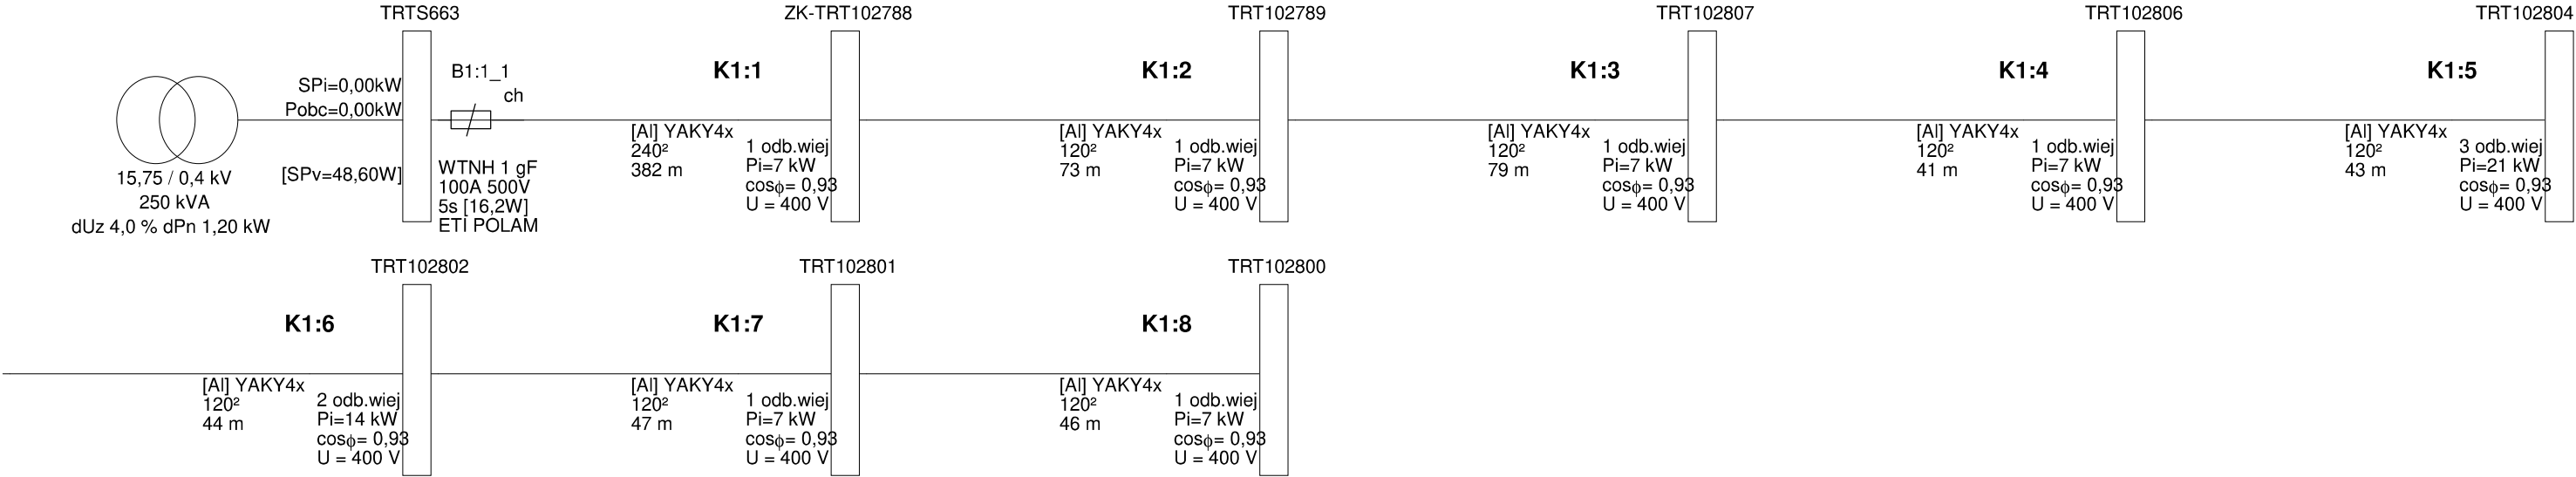 TRTS663
ZK-TRT102788
TRT102789
TRT102807
TRT102806
TRT102804
15,75 / 0,4 kV
250 kVA
dUz 4,0 % dPn 1,20 kW
SPi=0,00kW
Pobc=0,00kW
[SPv=48,60W]
B1:1_1
ch
WTNH 1 gF
100A 500V
5s [16,2W]
ETI POLAM
K1:1
[Al] YAKY4x
240²
382 m
1 odb.wiej
Pi=7 kW
cosϕ= 0,93
U = 400 V
K1:2
[Al] YAKY4x
120²
73 m
1 odb.wiej
Pi=7 kW
cosϕ= 0,93
U = 400 V
K1:3
[Al] YAKY4x
120²
79 m
1 odb.wiej
Pi=7 kW
cosϕ= 0,93
U = 400 V
K1:4
[Al] YAKY4x
120²
41 m
1 odb.wiej
Pi=7 kW
cosϕ= 0,93
U = 400 V
K1:5
[Al] YAKY4x
120²
43 m
3 odb.wiej
Pi=21 kW
cosϕ= 0,93
U = 400 V
TRT102802
TRT102801
TRT102800
K1:6
[Al] YAKY4x
120²
44 m
2 odb.wiej
Pi=14 kW
cosϕ= 0,93
U = 400 V
K1:7
[Al] YAKY4x
120²
47 m
1 odb.wiej
Pi=7 kW
cosϕ= 0,93
U = 400 V
K1:8
[Al] YAKY4x
120²
46 m
1 odb.wiej
Pi=7 kW
cosϕ= 0,93
U = 400 V